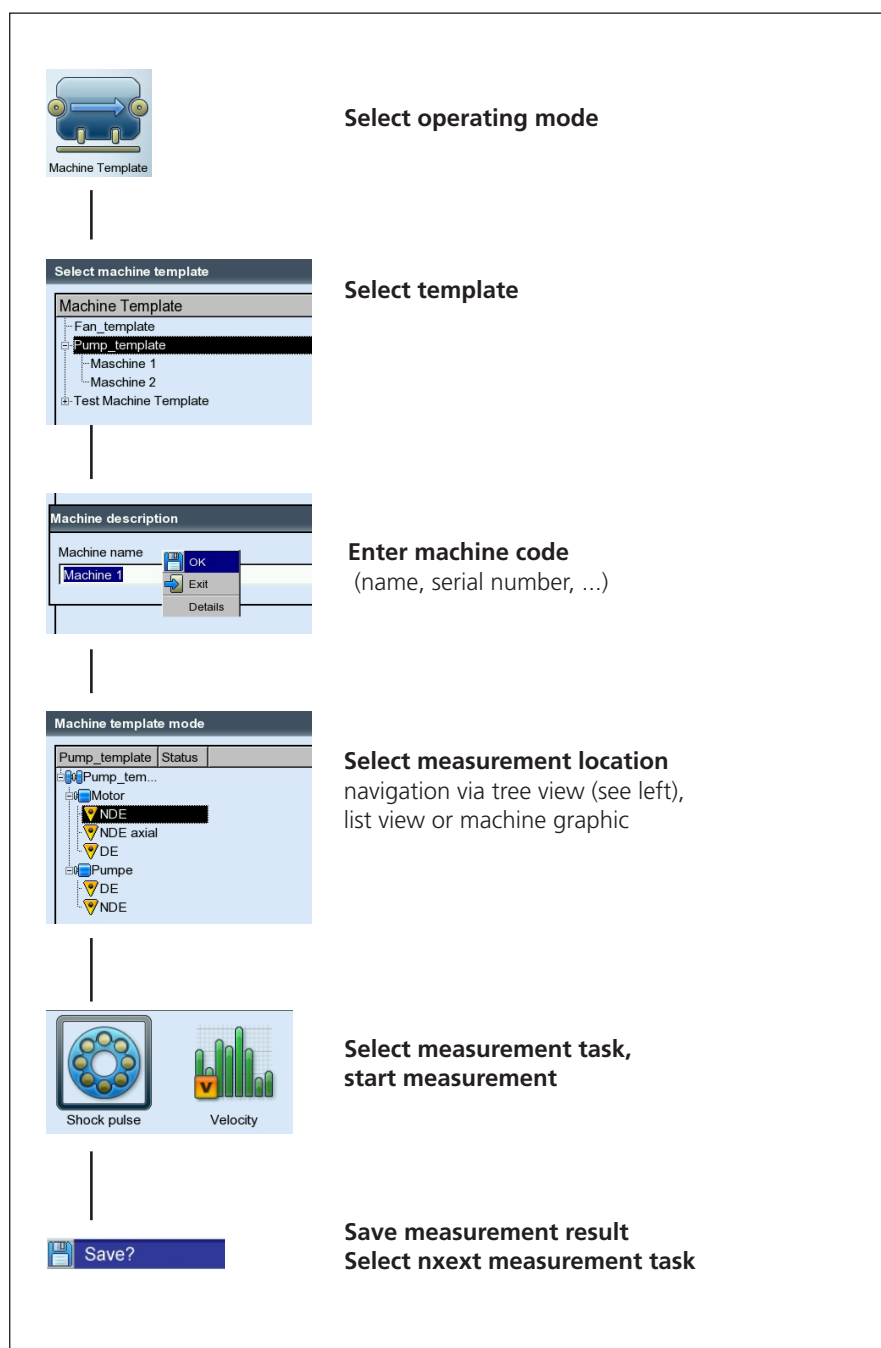 Machine Template
Select operating mode
Select machine template
Machine Template
Fan_template
Pump_template
Maschine 1
Maschine 2
Test Machine Template
Select template
Machine description
Machine name
Machine 1
OK
Exit
Details
Enter machine code
(name, serial number, ...)
Machine template mode
Pump_template Status
Pump_tem...
Motor
NDE
NDE axial
DE
Pumpe
DE
NDE
Select measurement location
navigation via tree view (see left),
list view or machine graphic
V
Shock pulse Velocity
Select measurement task,
start measurement
Save?
Save measurement result
Select nxext measurement task